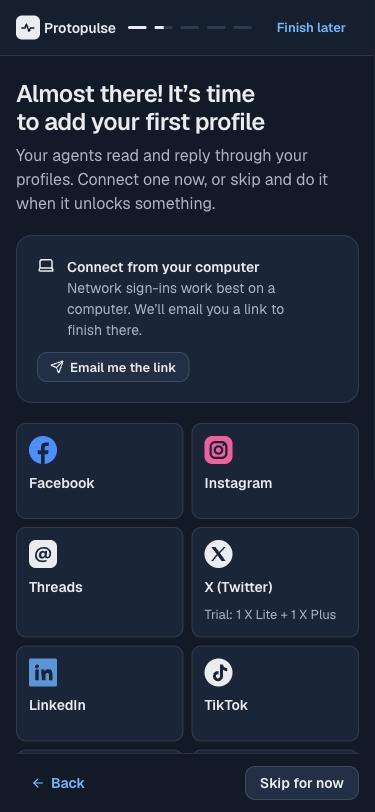 Protopulse
Finish later
Almost there! It’s time
to add your first profile
Your agents read and reply through your
profiles. Connect one now, or skip and do it
when it unlocks something.
Connect from your computer
Network sign-ins work best on a
computer. We’ll email you a link to
finish there.
Email me the link
Facebook
Instagram
Threads
X (Twitter)
Trial: 1 X Lite + 1 X Plus
LinkedIn
TikTok
← Back
Skip for now